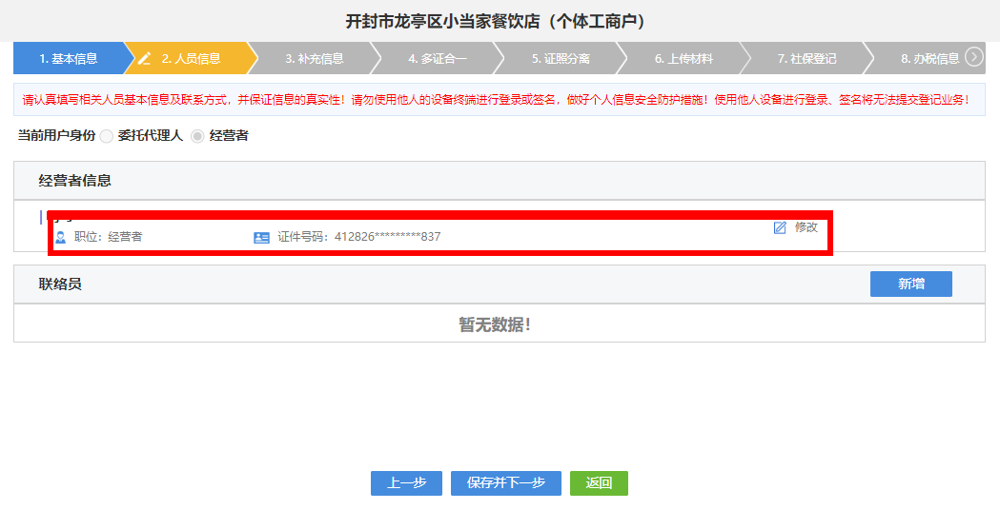 开封市龙亭区小当家餐饮店（个体工商户）
1. 基本信息 2. 人员信息 3. 补充信息 4. 多证合一 5. 证照分离 6. 上传材料 7. 社保登记 8. 办税信息
请认真填写相关人员基本信息及联系方式，并保证信息的真实性！请勿使用他人的设备终端进行登录或签名，做好个人信息安全防护措施！使用他人设备进行登录、签名将无法提交登记业务！
当前用户身份 委托代理人 经营者
经营者信息
职位：经营者 证件号码：412826*********837 修改
联络员 新增
暂无数据！
上一步 保存并下一步 返回